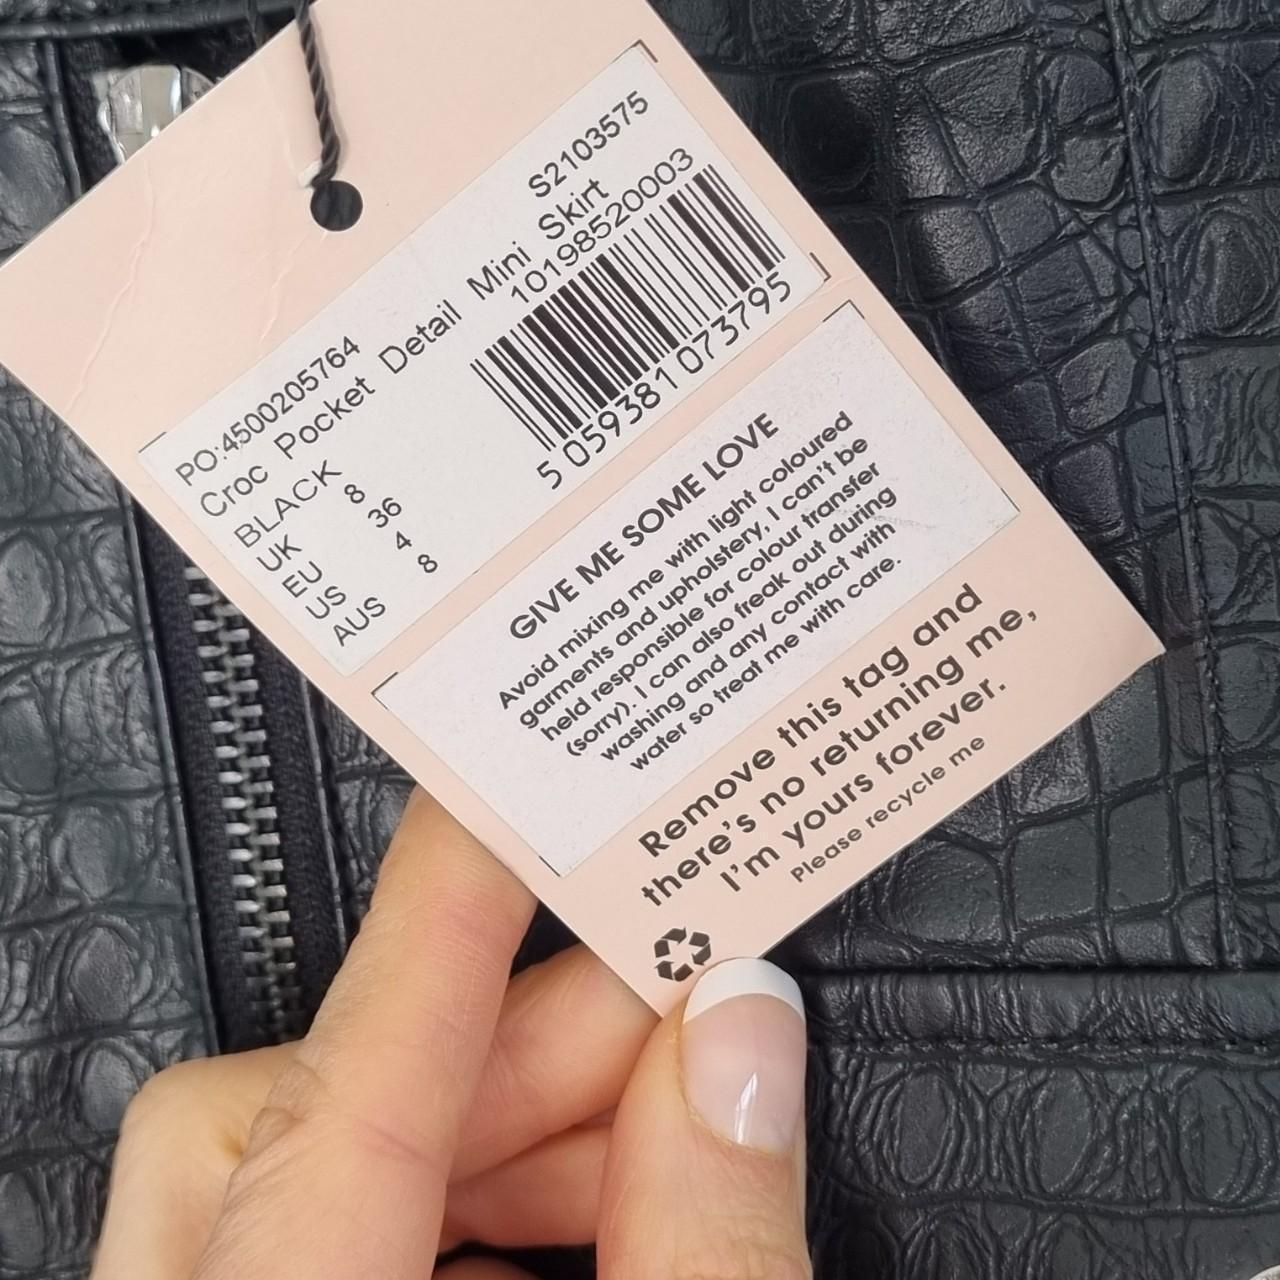 S2103575
PO:4500205764
Croc Pocket Detail Mini Skirt
10198520003
BLACK
UK 8
EU 36
US 4
AUS 8
5 059381 073795
GIVE ME SOME LOVE
Avoid mixing me with light coloured
garments and upholstery, I can't be
held responsible for colour transfer
(sorry). I can also freak out during
washing and any contact with
water so treat me with care.
Remove this tag and
there's no returning me,
I'm yours forever.
Please recycle me